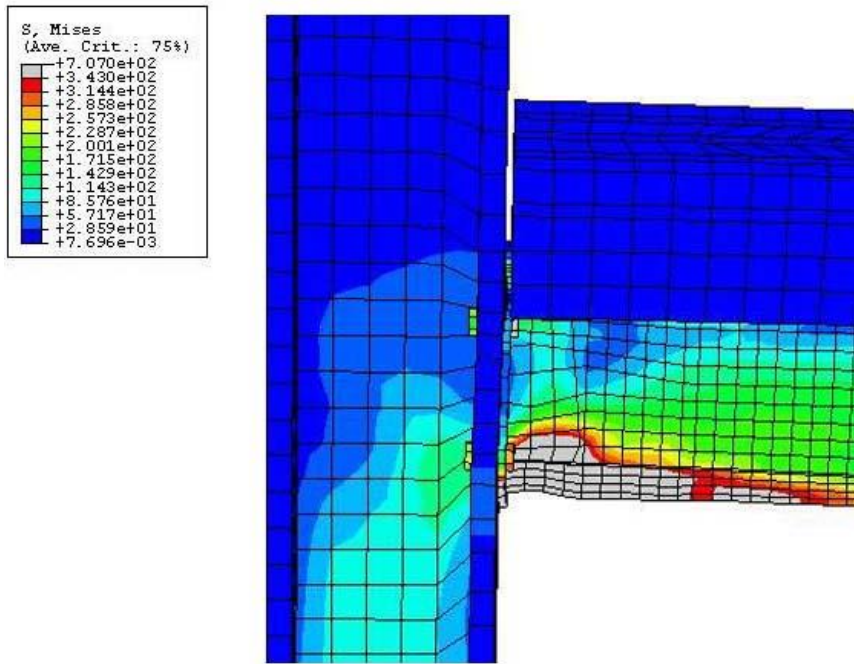 S, Mises
(Ave. Crit.: 75%)
+7.070e+02
+3.430e+02
+3.144e+02
+2.858e+02
+2.573e+02
+2.287e+02
+2.001e+02
+1.715e+02
+1.429e+02
+1.143e+02
+8.576e+01
+5.717e+01
+2.859e+01
+7.696e-03